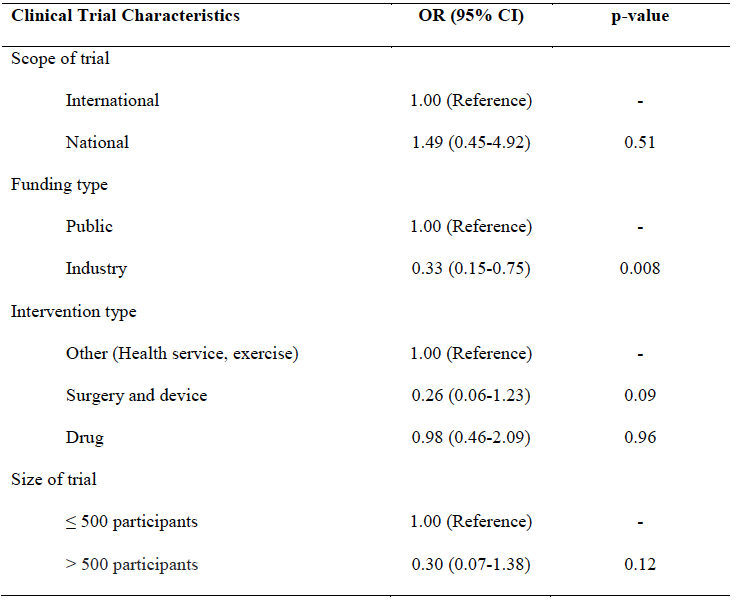 Clinical Trial Characteristics OR (95% CI) p-value
Scope of trial
International 1.00 (Reference) -
National 1.49 (0.45-4.92) 0.51
Funding type
Public 1.00 (Reference) -
Industry 0.33 (0.15-0.75) 0.008
Intervention type
Other (Health service, exercise) 1.00 (Reference) -
Surgery and device 0.26 (0.06-1.23) 0.09
Drug 0.98 (0.46-2.09) 0.96
Size of trial
≤ 500 participants 1.00 (Reference) -
> 500 participants 0.30 (0.07-1.38) 0.12